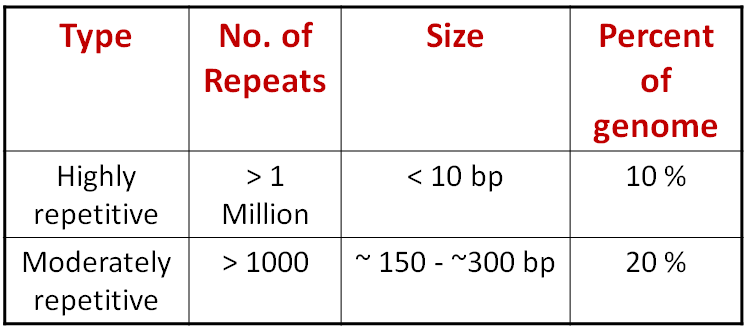 Type No. of Size Percent
Repeats of
genome
Highly > 1 < 10 bp 10 %
repetitive Million
Moderately > 1000 ~ 150 - ~300 bp 20 %
repetitive